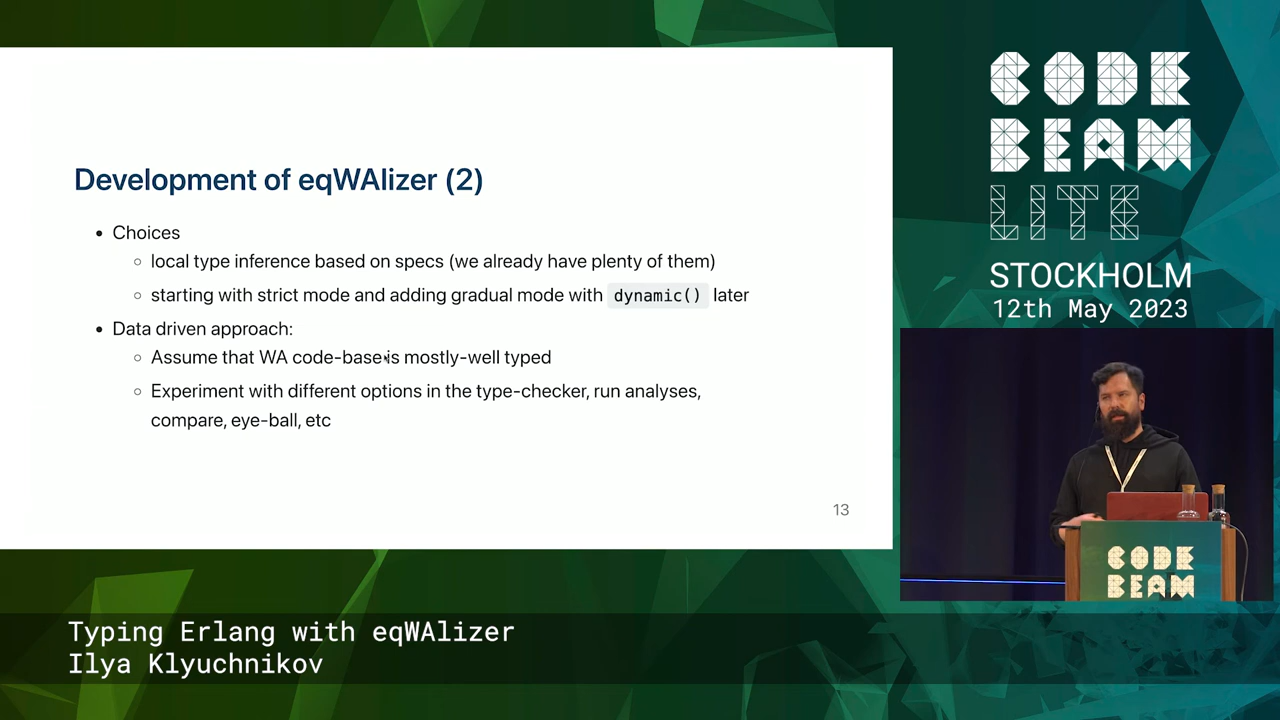 Development of eqWAlizer (2)
• Choices
◦ local type inference based on specs (we already have plenty of them)
◦ starting with strict mode and adding gradual mode with dynamic() later
• Data driven approach:
◦ Assume that WA code-base is mostly-well typed
◦ Experiment with different options in the type-checker, run analyses,
compare, eye-ball, etc
13
CODE
BEAM
LITE
STOCKHOLM
12th May 2023
CODE
BEAM
Typing Erlang with eqWAlizer
Ilya Klyuchnikov